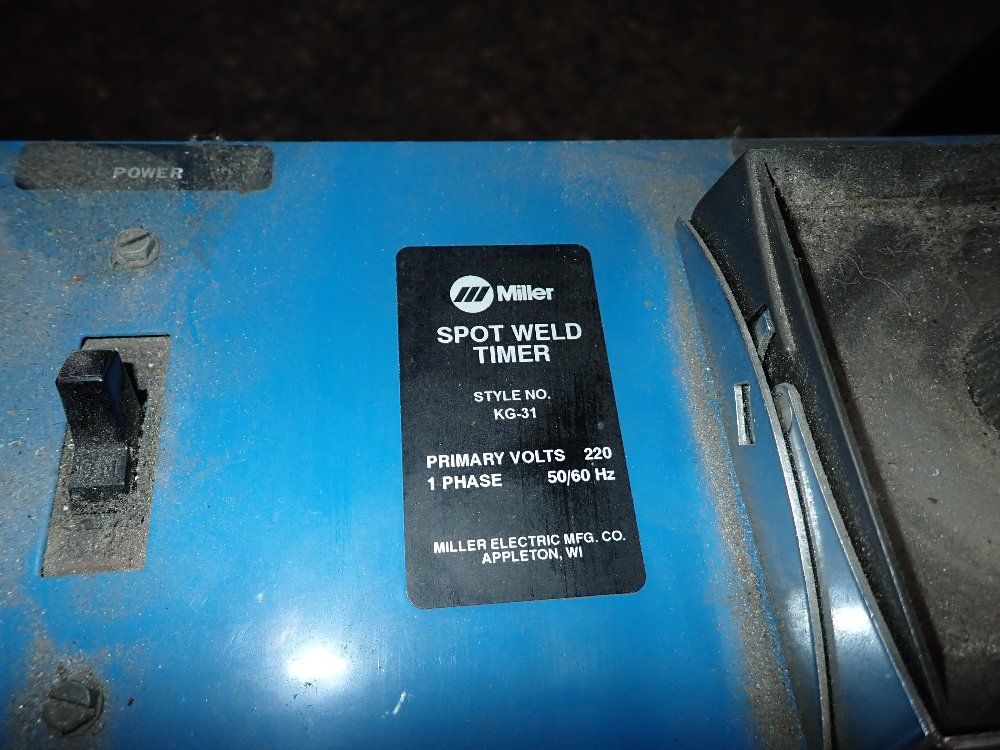 POWER
Miller
SPOT WELD
TIMER
STYLE NO.
KG-31
PRIMARY VOLTS 220
1 PHASE 50/60 Hz
MILLER ELECTRIC MFG. CO.
APPLETON, WI